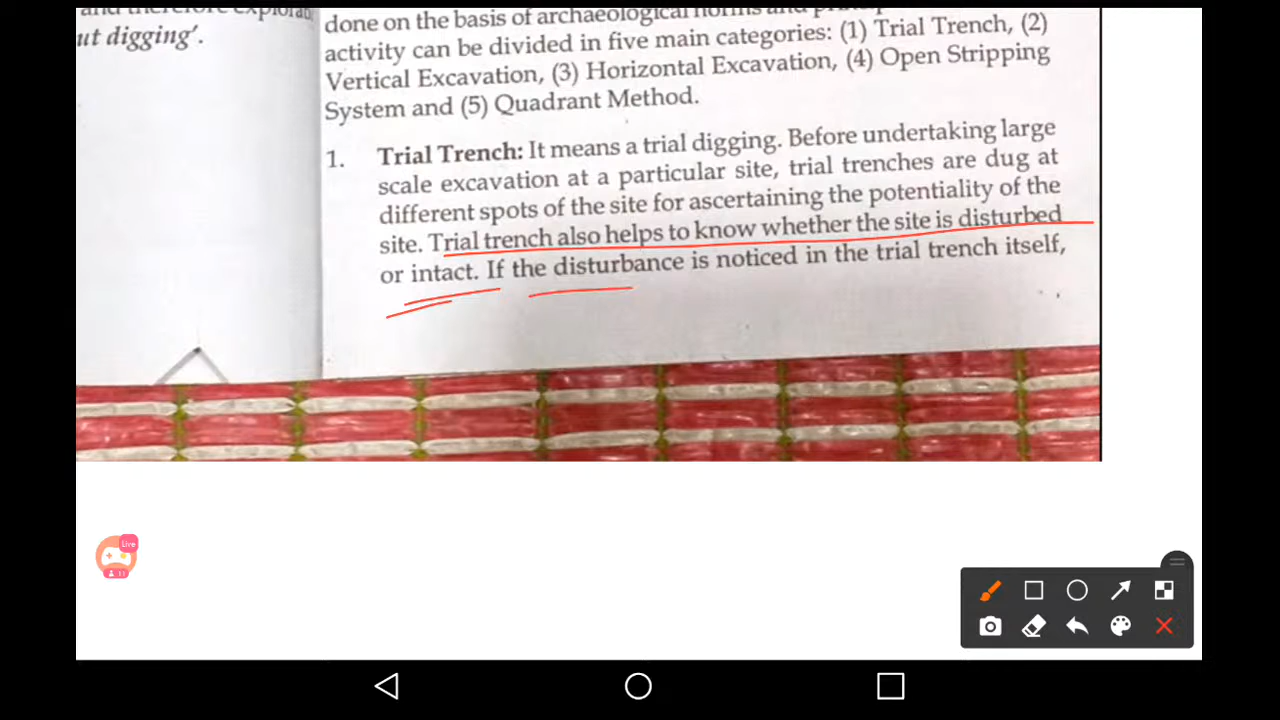 ut digging'.
done on the basis of archaeological norms and
activity can be divided in five main categories: (1) Trial Trench, (2)
Vertical Excavation, (3) Horizontal Excavation, (4) Open Stripping
System and (5) Quadrant Method.
1. Trial Trench: It means a trial digging. Before undertaking large
scale excavation at a particular site, trial trenches are dug at
different spots of the site for ascertaining the potentiality of the
site. Trial trench also helps to know whether the site is disturbed
or intact. If the disturbance is noticed in the trial trench itself,
Live